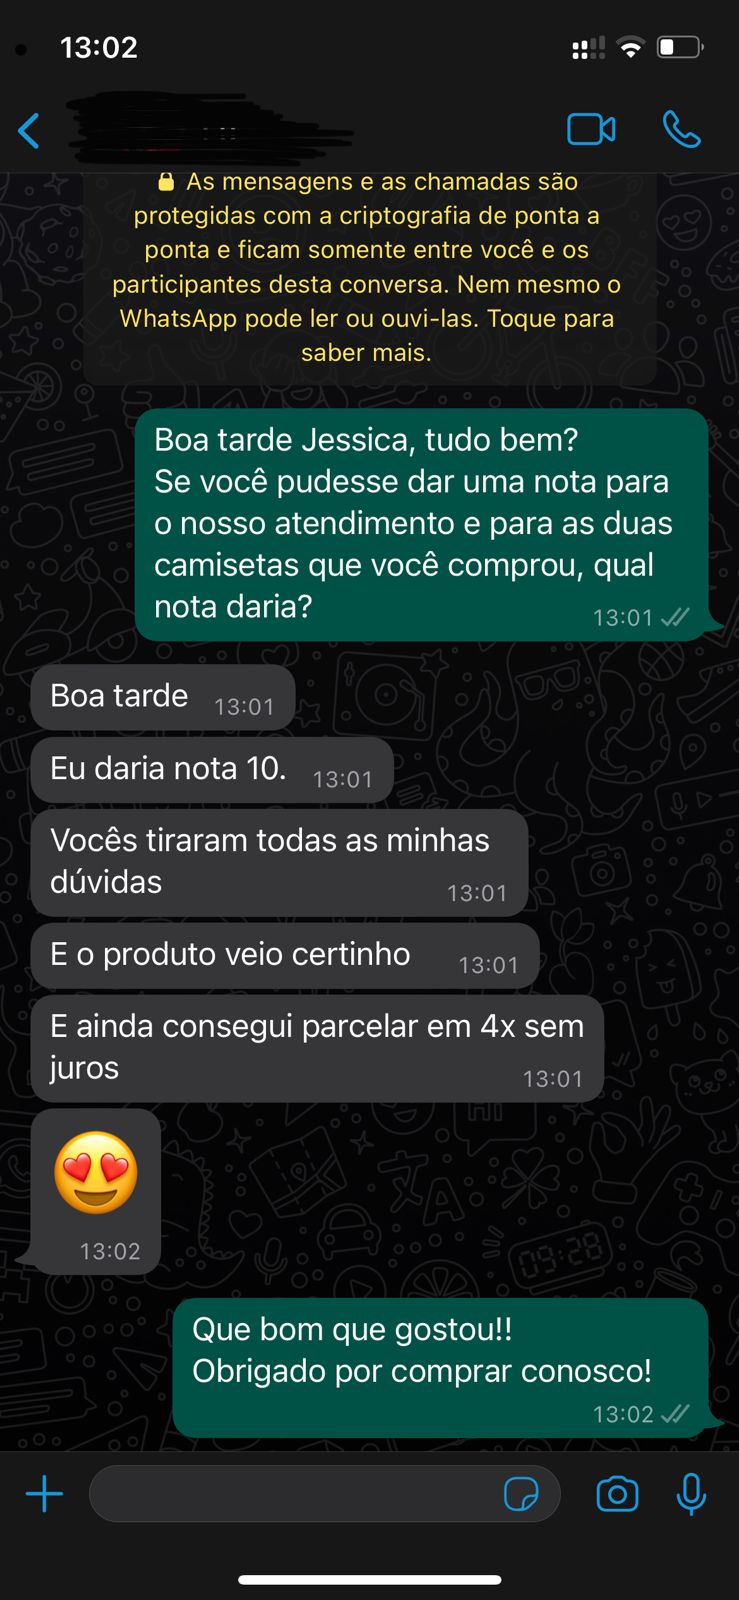 13:02
🔒 As mensagens e as chamadas são
protegidas com a criptografia de ponta a
ponta e ficam somente entre você e os
participantes desta conversa. Nem mesmo o
WhatsApp pode ler ou ouvi-las. Toque para
saber mais.
Boa tarde Jessica, tudo bem?
Se você pudesse dar uma nota para
o nosso atendimento e para as duas
camisetas que você comprou, qual
nota daria?
13:01
Boa tarde 13:01
Eu daria nota 10. 13:01
Vocês tiraram todas as minhas
dúvidas 13:01
E o produto veio certinho 13:01
E ainda consegui parcelar em 4x sem
juros 13:01
😍
13:02
Que bom que gostou!!
Obrigado por comprar conosco!
13:02